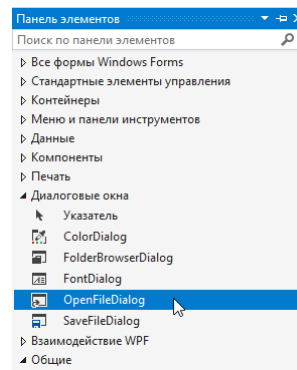 Панель элементов
Поиск по панели элементов
Все формы Windows Forms
Стандартные элементы управления
Контейнеры
Меню и панели инструментов
Данные
Компоненты
Печать
Диалоговые окна
Указатель
ColorDialog
FolderBrowserDialog
FontDialog
OpenFileDialog
SaveFileDialog
Взаимодействие WPF
Общие